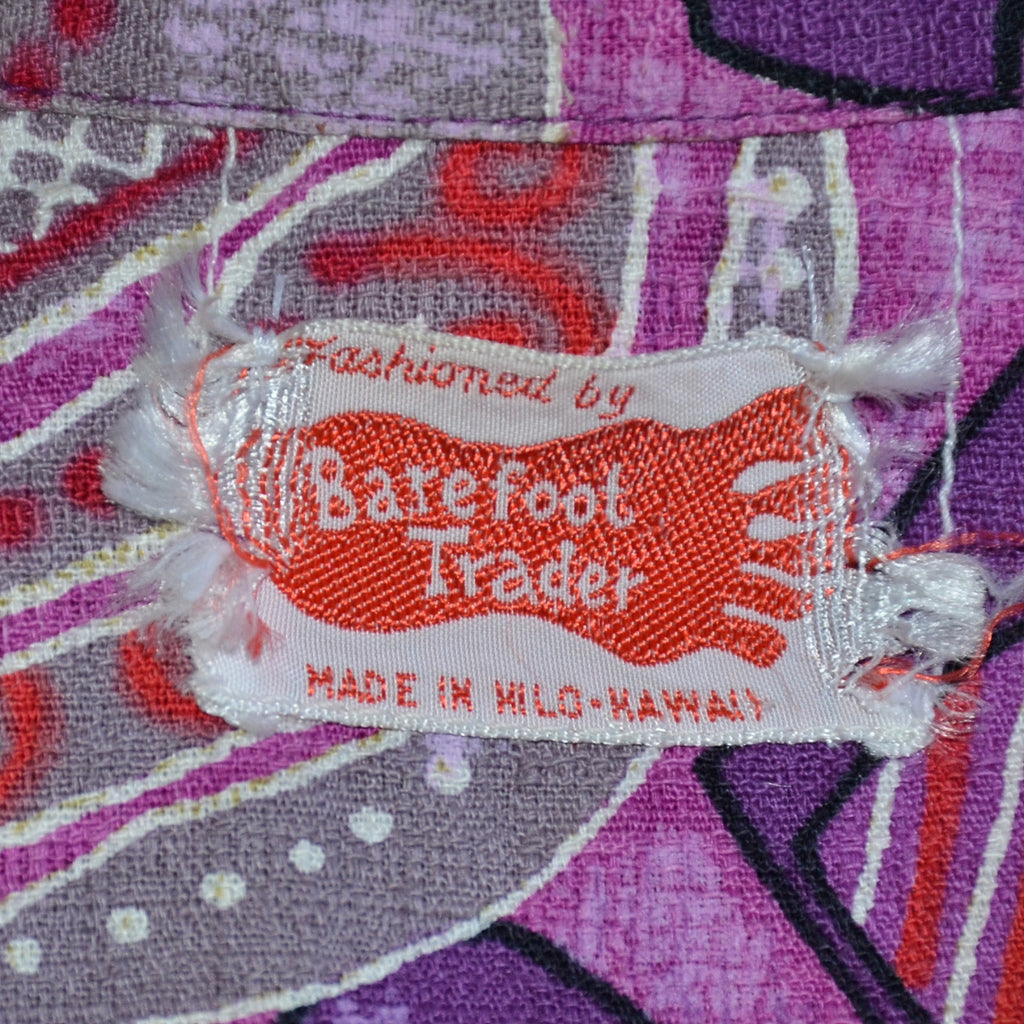 Fashioned by
Barefoot
Trader
MADE IN HILO-HAWAII